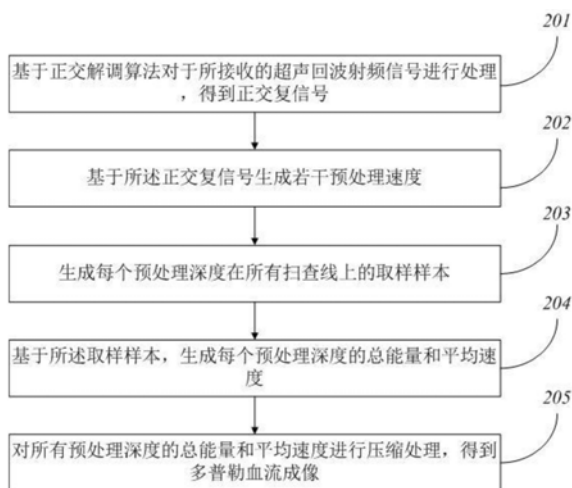 201
基于正交解调算法对于所接收的超声回波射频信号进行处理
，得到正交复信号
202
基于所述正交复信号生成若干预处理速度
203
生成每个预处理深度在所有扫查线上的取样样本
204
基于所述取样样本，生成每个预处理深度的总能量和平均速
度
205
对所有预处理深度的总能量和平均速度进行压缩处理，得到
多普勒血流成像